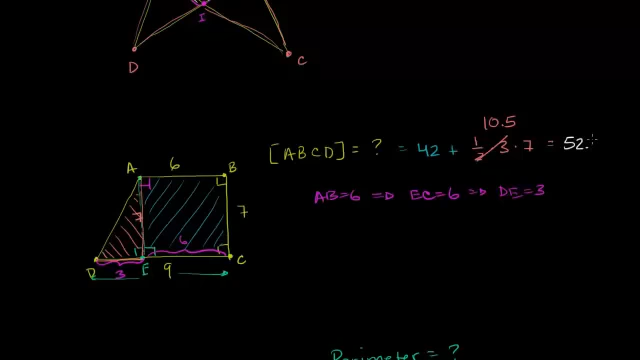 I
D
C
10.5
[ABCD] = ? = 42 + 1/2 3 · 7 = 52.
A 6 B
AB=6 ⇒ EC=6 ⇒ DE=3
7
7
6
D 3 E 9 C
Perimeter = ?